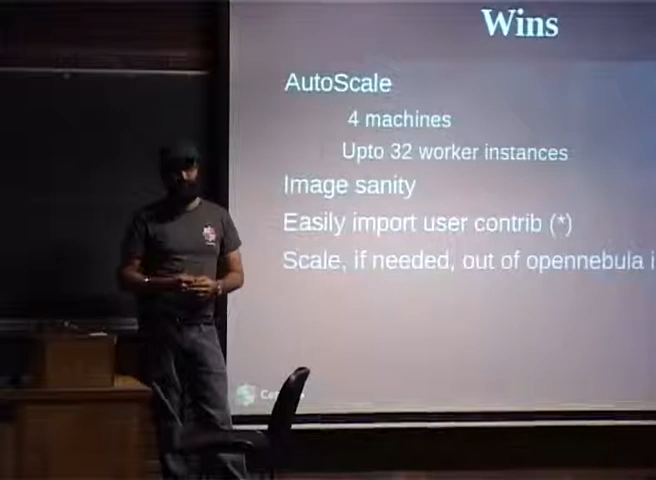 Wins
AutoScale
4 machines
Upto 32 worker instances
Image sanity
Easily import user contrib (*)
Scale, if needed, out of opennebula